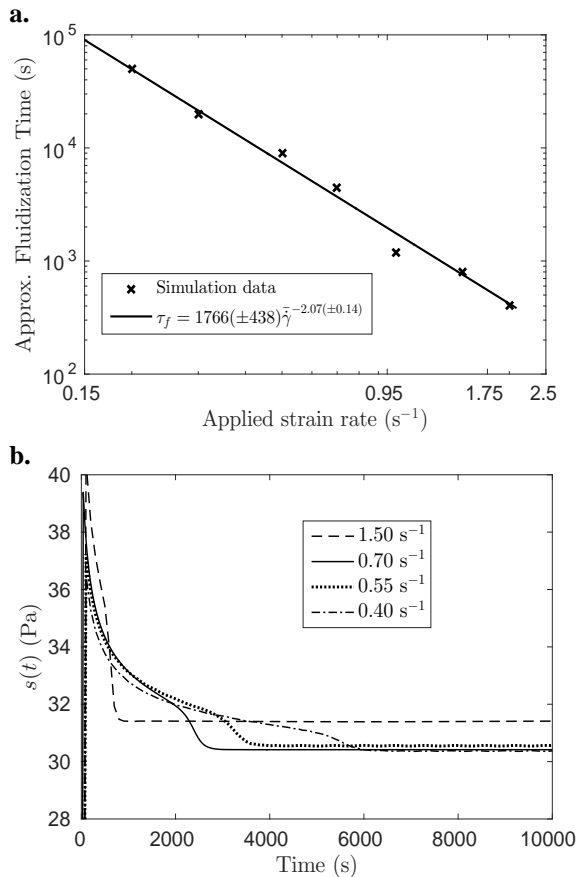 a.
10^5
10^4
10^3
10^2
Approx. Fluidization Time (s)
Simulation data
τ_f = 1766(±438)γ̄̇^{-2.07(±0.14)}
0.15
0.95
1.75
2.5
Applied strain rate (s^{-1})
b.
40
38
36
34
32
30
28
s(t) (Pa)
1.50 s^{-1}
0.70 s^{-1}
0.55 s^{-1}
0.40 s^{-1}
0
2000
4000
6000
8000
10000
Time (s)